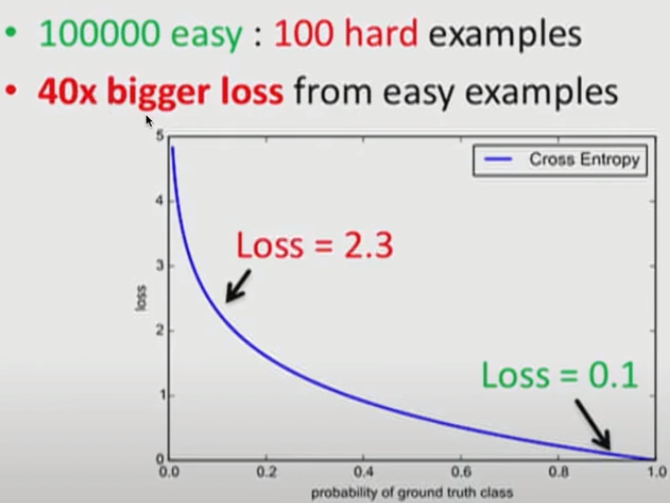 • 100000 easy : 100 hard examples
• 40x bigger loss from easy examples
5
Cross Entropy
4
Loss = 2.3
3
loss
2
Loss = 0.1
1
0
0.0 0.2 0.4 0.6 0.8 1.0
probability of ground truth class